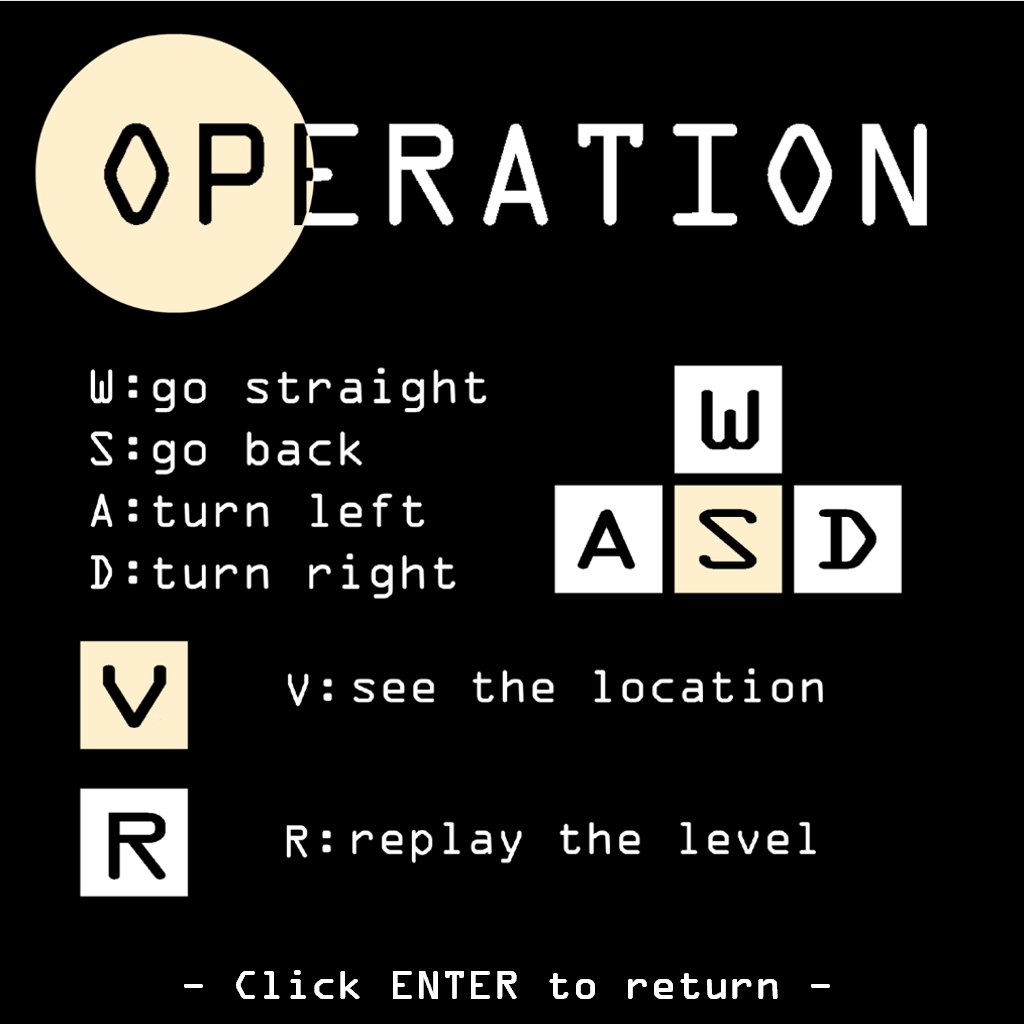 OPERATION
W:go straight
S:go back
A:turn left
D:turn right
W
A S D
V
V:see the location
R
R:replay the level
- Click ENTER to return -